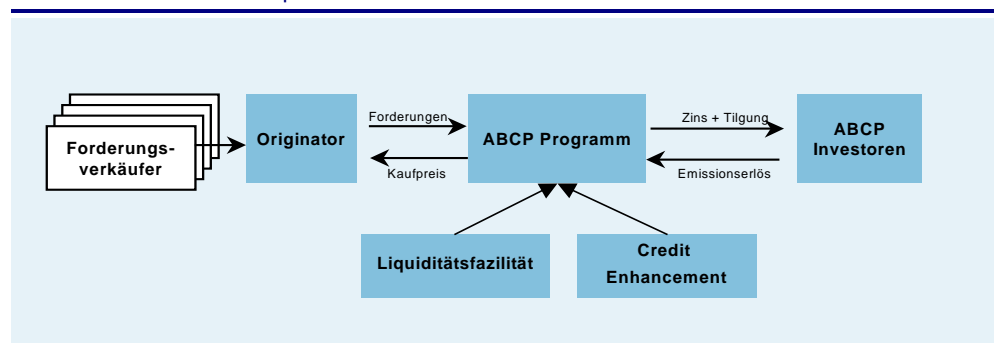 Forderungs-
verkäufer
Originator
Forderungen
Kaufpreis
ABCP Programm
Zins + Tilgung
Emissionserlös
ABCP
Investoren
Liquiditätsfazilität
Credit
Enhancement